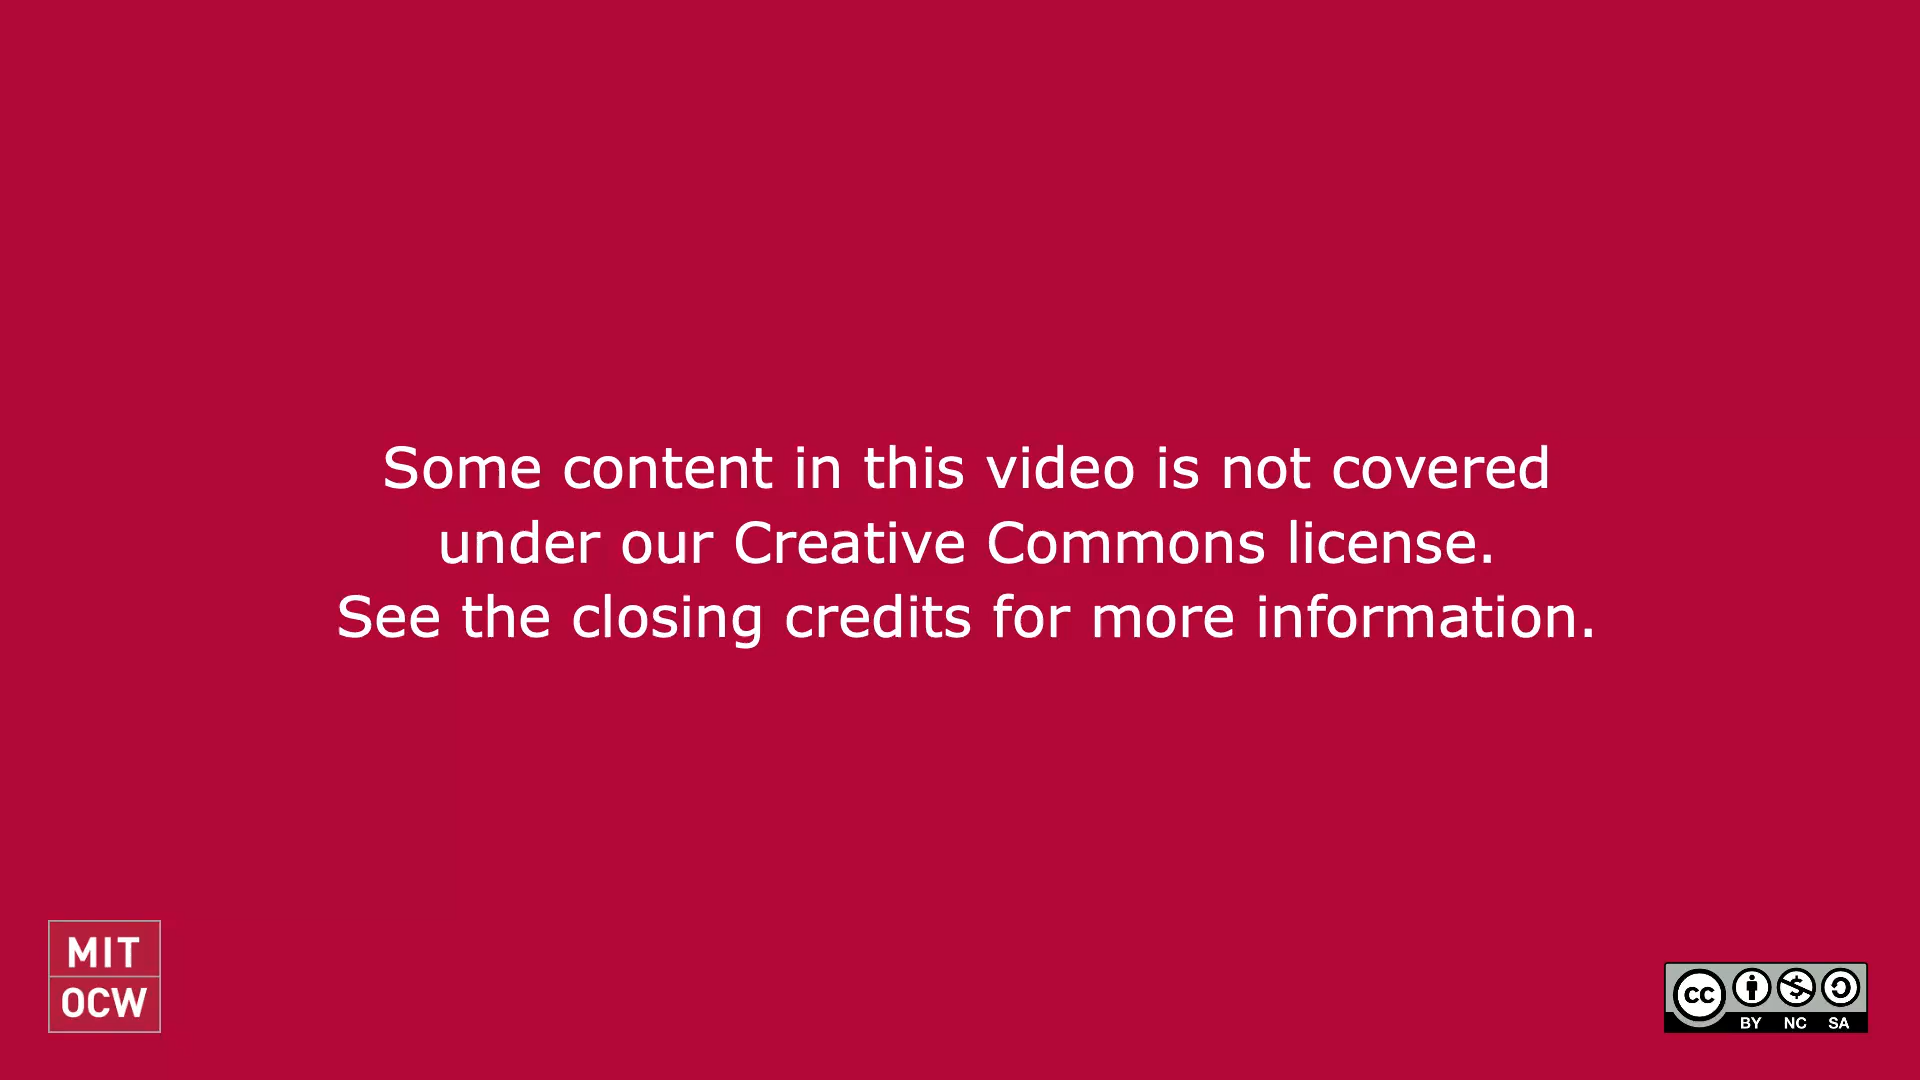 Some content in this video is not covered
under our Creative Commons license.
See the closing credits for more information.
MIT
OCW
cc
BY NC SA